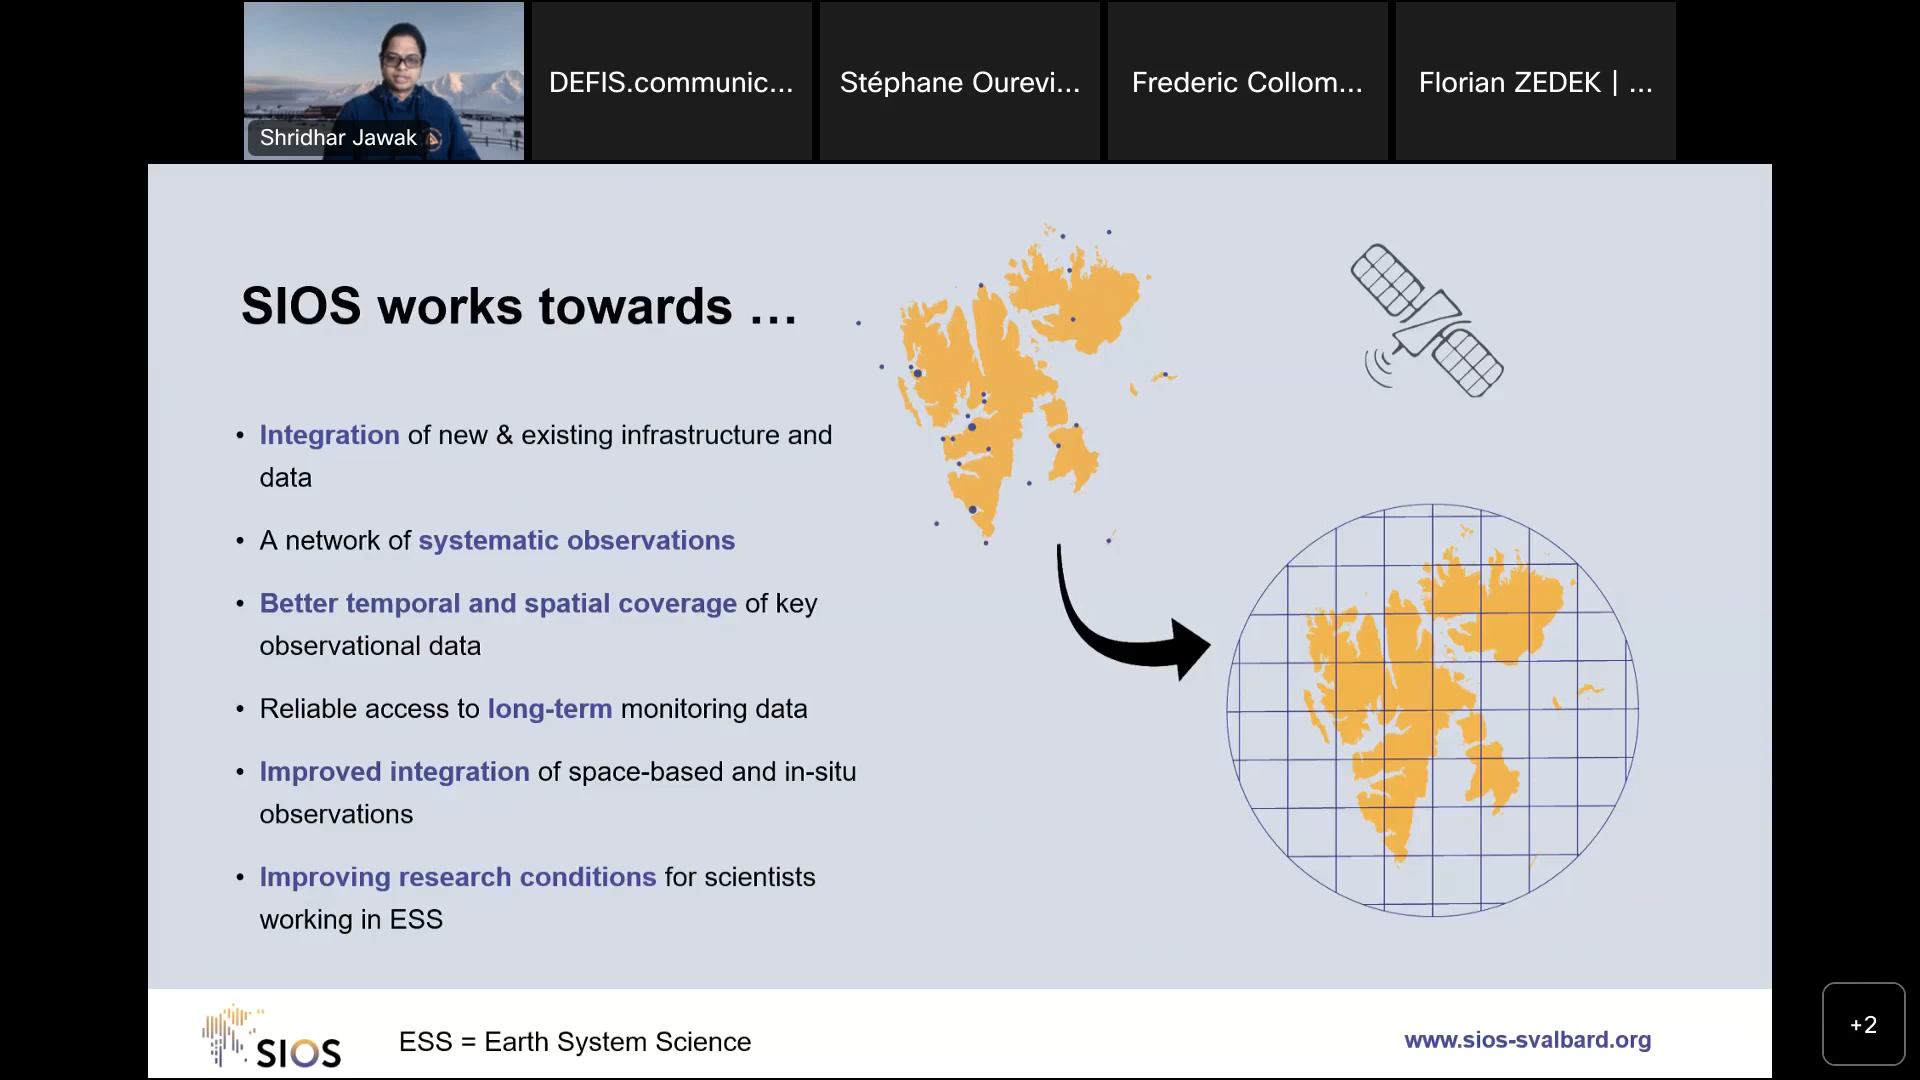 Shridhar Jawak
DEFIS.communic...
Stéphane Ourevi...
Frederic Collom...
Florian ZEDEK | ...
SIOS works towards ...
• Integration of new & existing infrastructure and
data
• A network of systematic observations
• Better temporal and spatial coverage of key
observational data
• Reliable access to long-term monitoring data
• Improved integration of space-based and in-situ
observations
• Improving research conditions for scientists
working in ESS
SIOS
ESS = Earth System Science
www.sios-svalbard.org
+2